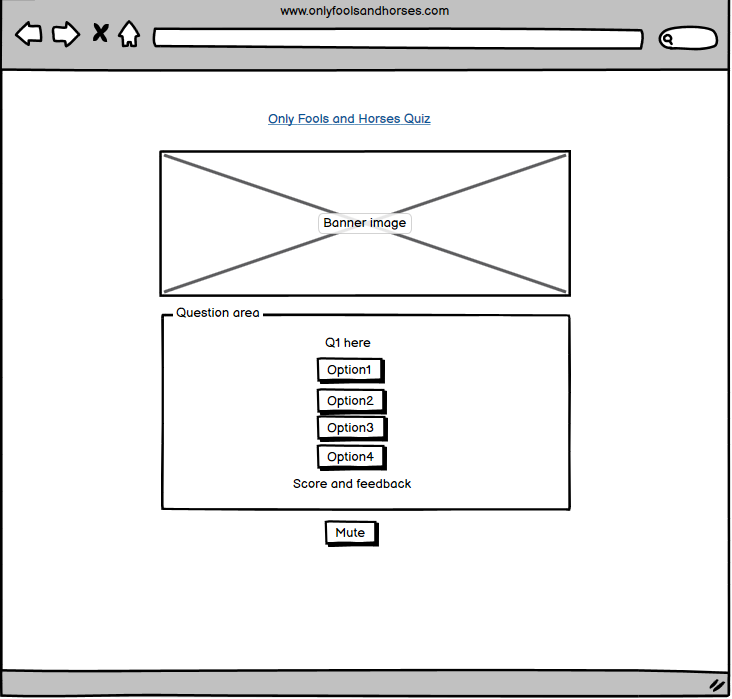 www.onlyfoolsandhorses.com
Only Fools and Horses Quiz
Banner image
Question area
Q1 here
Option1
Option2
Option3
Option4
Score and feedback
Mute